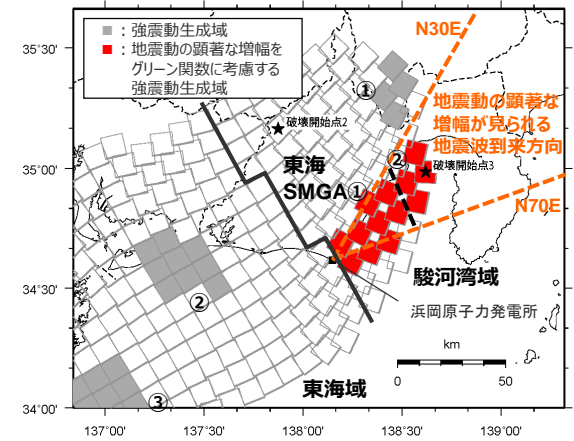 ■：強震動生成域
■：地震動の顕著な増幅を
グリーン関数に考慮する
強震動生成域
N30E
地震動の顕著な
増幅が見られる
地震波到来方向
N70E
①
★破壊開始点2
②
★破壊開始点3
東海
SMGA①
駿河湾域
浜岡原子力発電所
②
③
東海域
km
0 50
35°30'
35°00'
34°30'
34°00'
137°00' 137°30' 138°00' 138°30' 139°00'